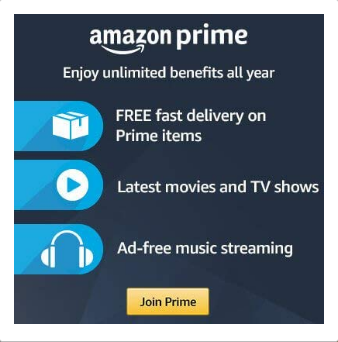 amazon prime
Enjoy unlimited benefits all year
FREE fast delivery on
Prime items
Latest movies and TV shows
Ad-free music streaming
Join Prime